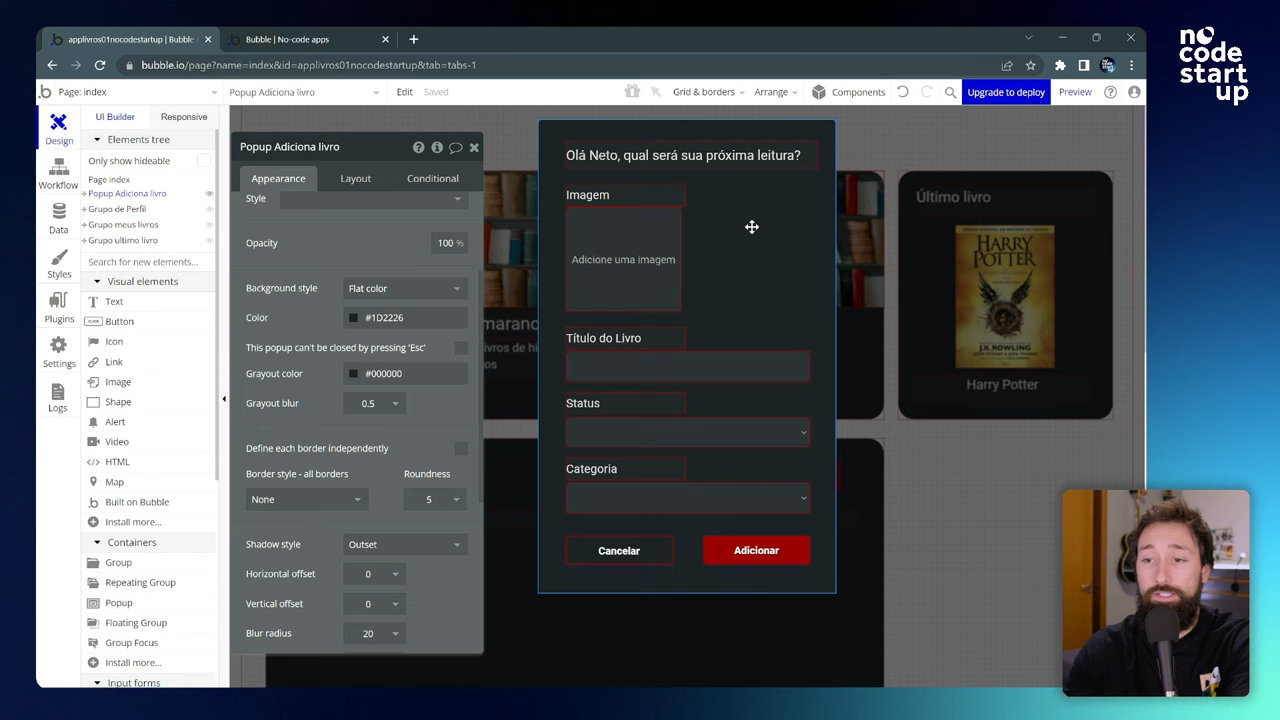 applivros01nocodestartup | Bubble
Bubble | No-code apps
bubble.io/page?name=index&id=applivros01nocodestartup&tab=tabs-1
no
code
start
up
Page: index
Popup Adiciona livro
Edit
Saved
Grid & borders
Arrange
Components
Upgrade to deploy
Preview
Design
Workflow
Data
Styles
Plugins
Settings
Logs
UI Builder
Responsive
Elements tree
Only show hideable
Page index
Popup Adiciona livro
Grupo de Perfil
Grupo meus livros
Grupo ultimo livro
Search for new elements...
Visual elements
Text
CLICK
Button
Icon
Link
Image
Shape
Alert
Video
</> HTML
Map
Built on Bubble
Install more...
Containers
Group
Repeating Group
Popup
Floating Group
Group Focus
Install more...
Input forms
Popup Adiciona livro
Appearance
Layout
Conditional
Style
Opacity
100 %
Background style
Flat color
Color
#1D2226
This popup can't be closed by pressing 'Esc'
Grayout color
#000000
Grayout blur
0.5
Define each border independently
Border style - all borders
Roundness
None
5
Shadow style
Outset
Horizontal offset
0
Vertical offset
0
Blur radius
20
Olá Neto, qual será sua próxima leitura?
Imagem
Adicione uma imagem
Título do Livro
Status
Categoria
Cancelar
Adicionar
Último livro
HARRY
POTTER
J.K.ROWLING
Harry Potter